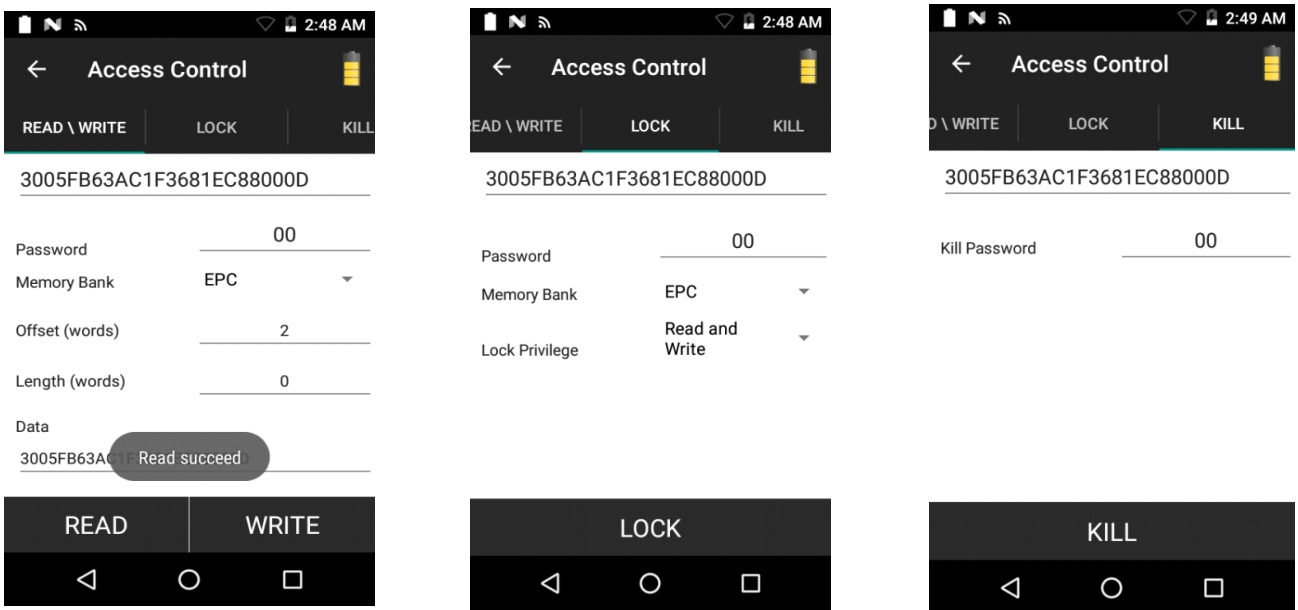 2:48 AM
Access Control
READ \ WRITE LOCK KILL
3005FB63AC1F3681EC88000D
Password 00
Memory Bank EPC
Offset (words) 2
Length (words) 0
Data
3005FB63AC1F
Read succeed
READ WRITE
2:48 AM
Access Control
EAD \ WRITE LOCK KILL
3005FB63AC1F3681EC88000D
Password 00
Memory Bank EPC
Lock Privilege Read and
Write
LOCK
2:49 AM
Access Control
D \ WRITE LOCK KILL
3005FB63AC1F3681EC88000D
Kill Password 00
KILL